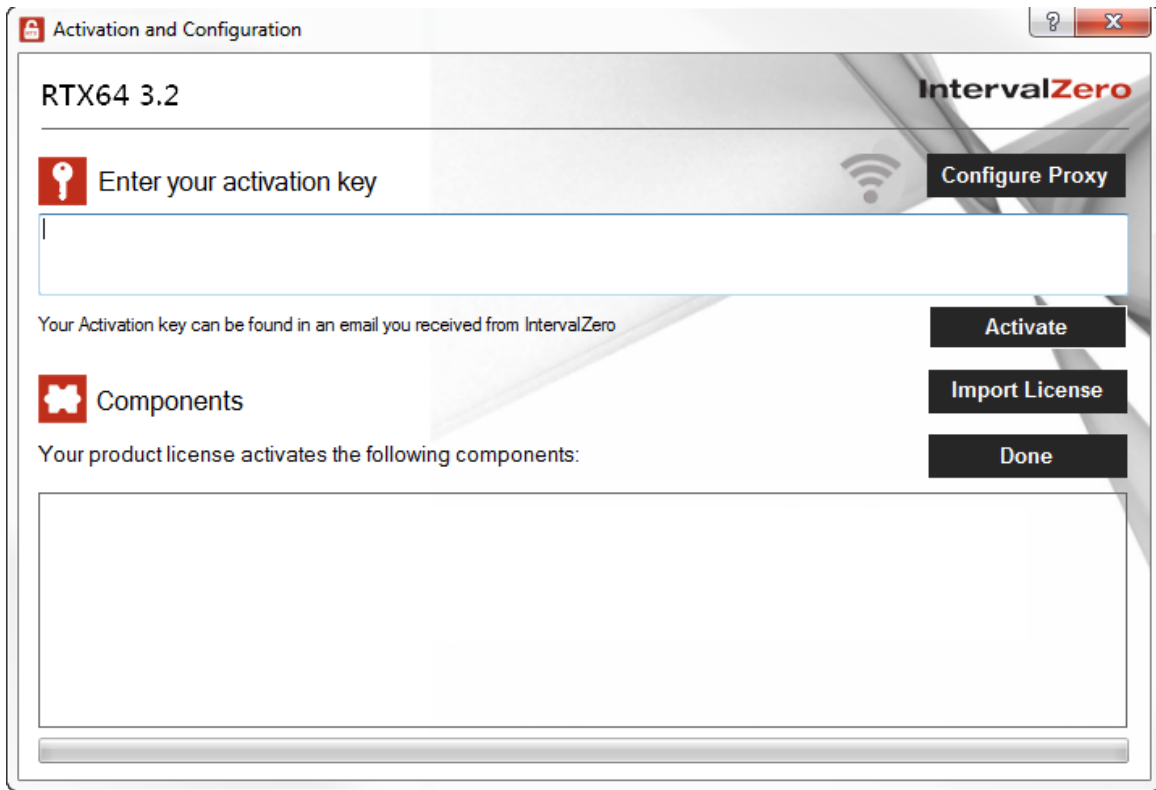 Activation and Configuration
RTX64 3.2
IntervalZero
Enter your activation key
Configure Proxy
Your Activation key can be found in an email you received from IntervalZero
Activate
Components
Import License
Your product license activates the following components:
Done